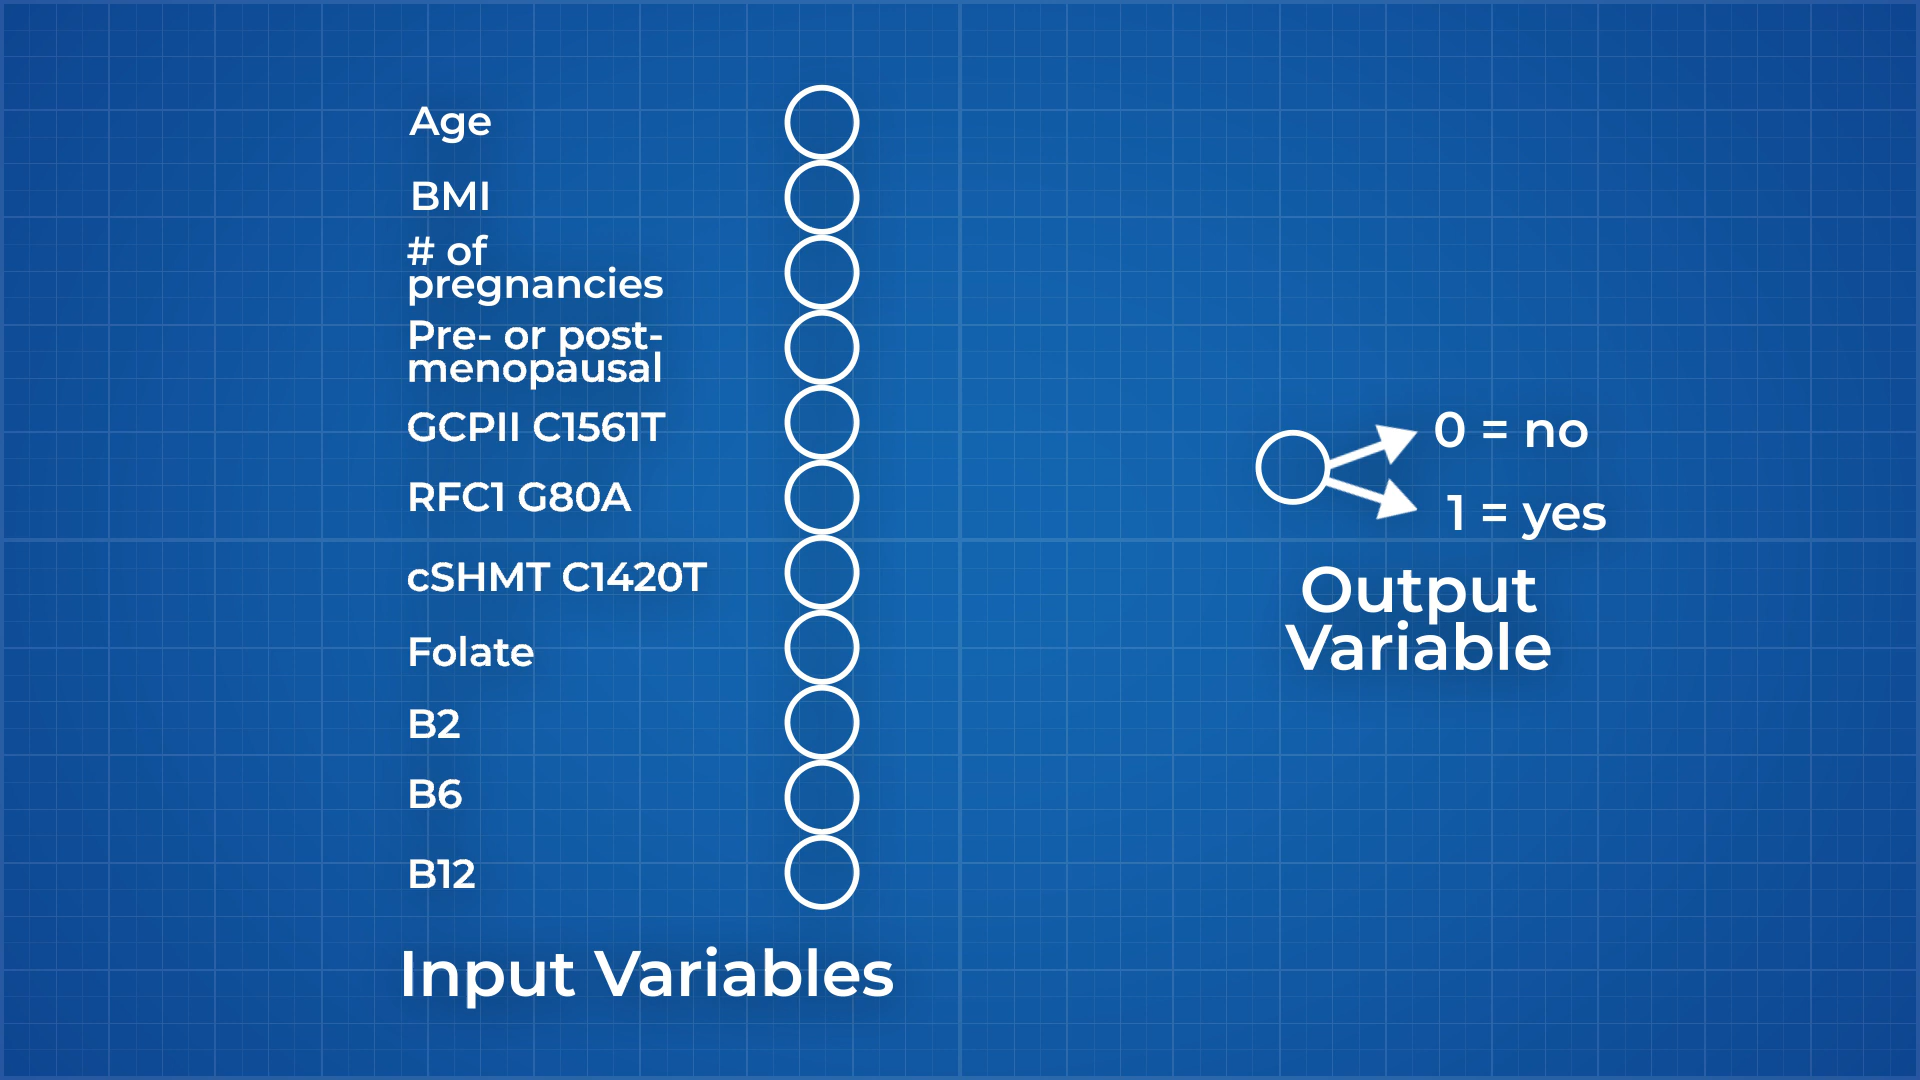 Age
BMI
# of
pregnancies
Pre- or post-
menopausal
GCPII C1561T
RFC1 G80A
cSHMT C1420T
Folate
B2
B6
B12
Input Variables
0 = no
1 = yes
Output
Variable